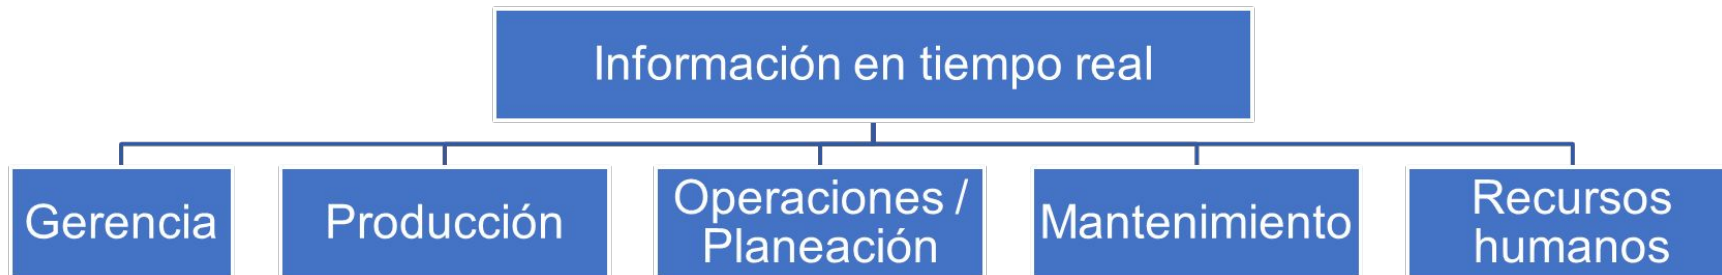 Información en tiempo real
Gerencia
Producción
Operaciones /
Planeación
Mantenimiento
Recursos
humanos